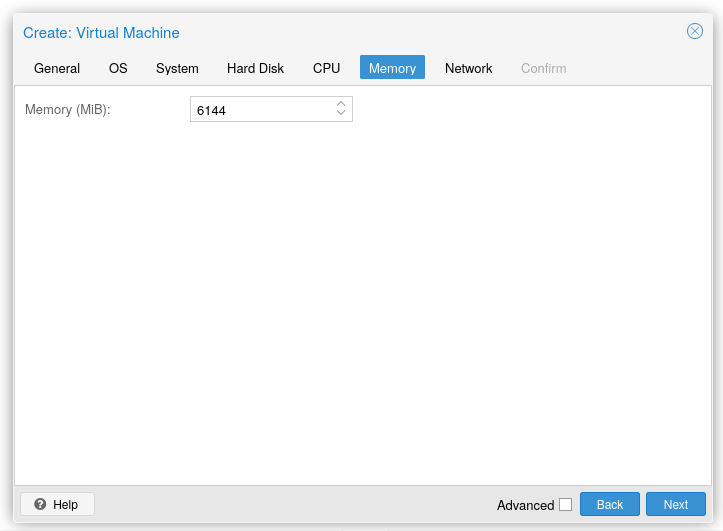 Create: Virtual Machine
General OS System Hard Disk CPU Memory Network Confirm
Memory (MiB): 6144
? Help Advanced Back Next